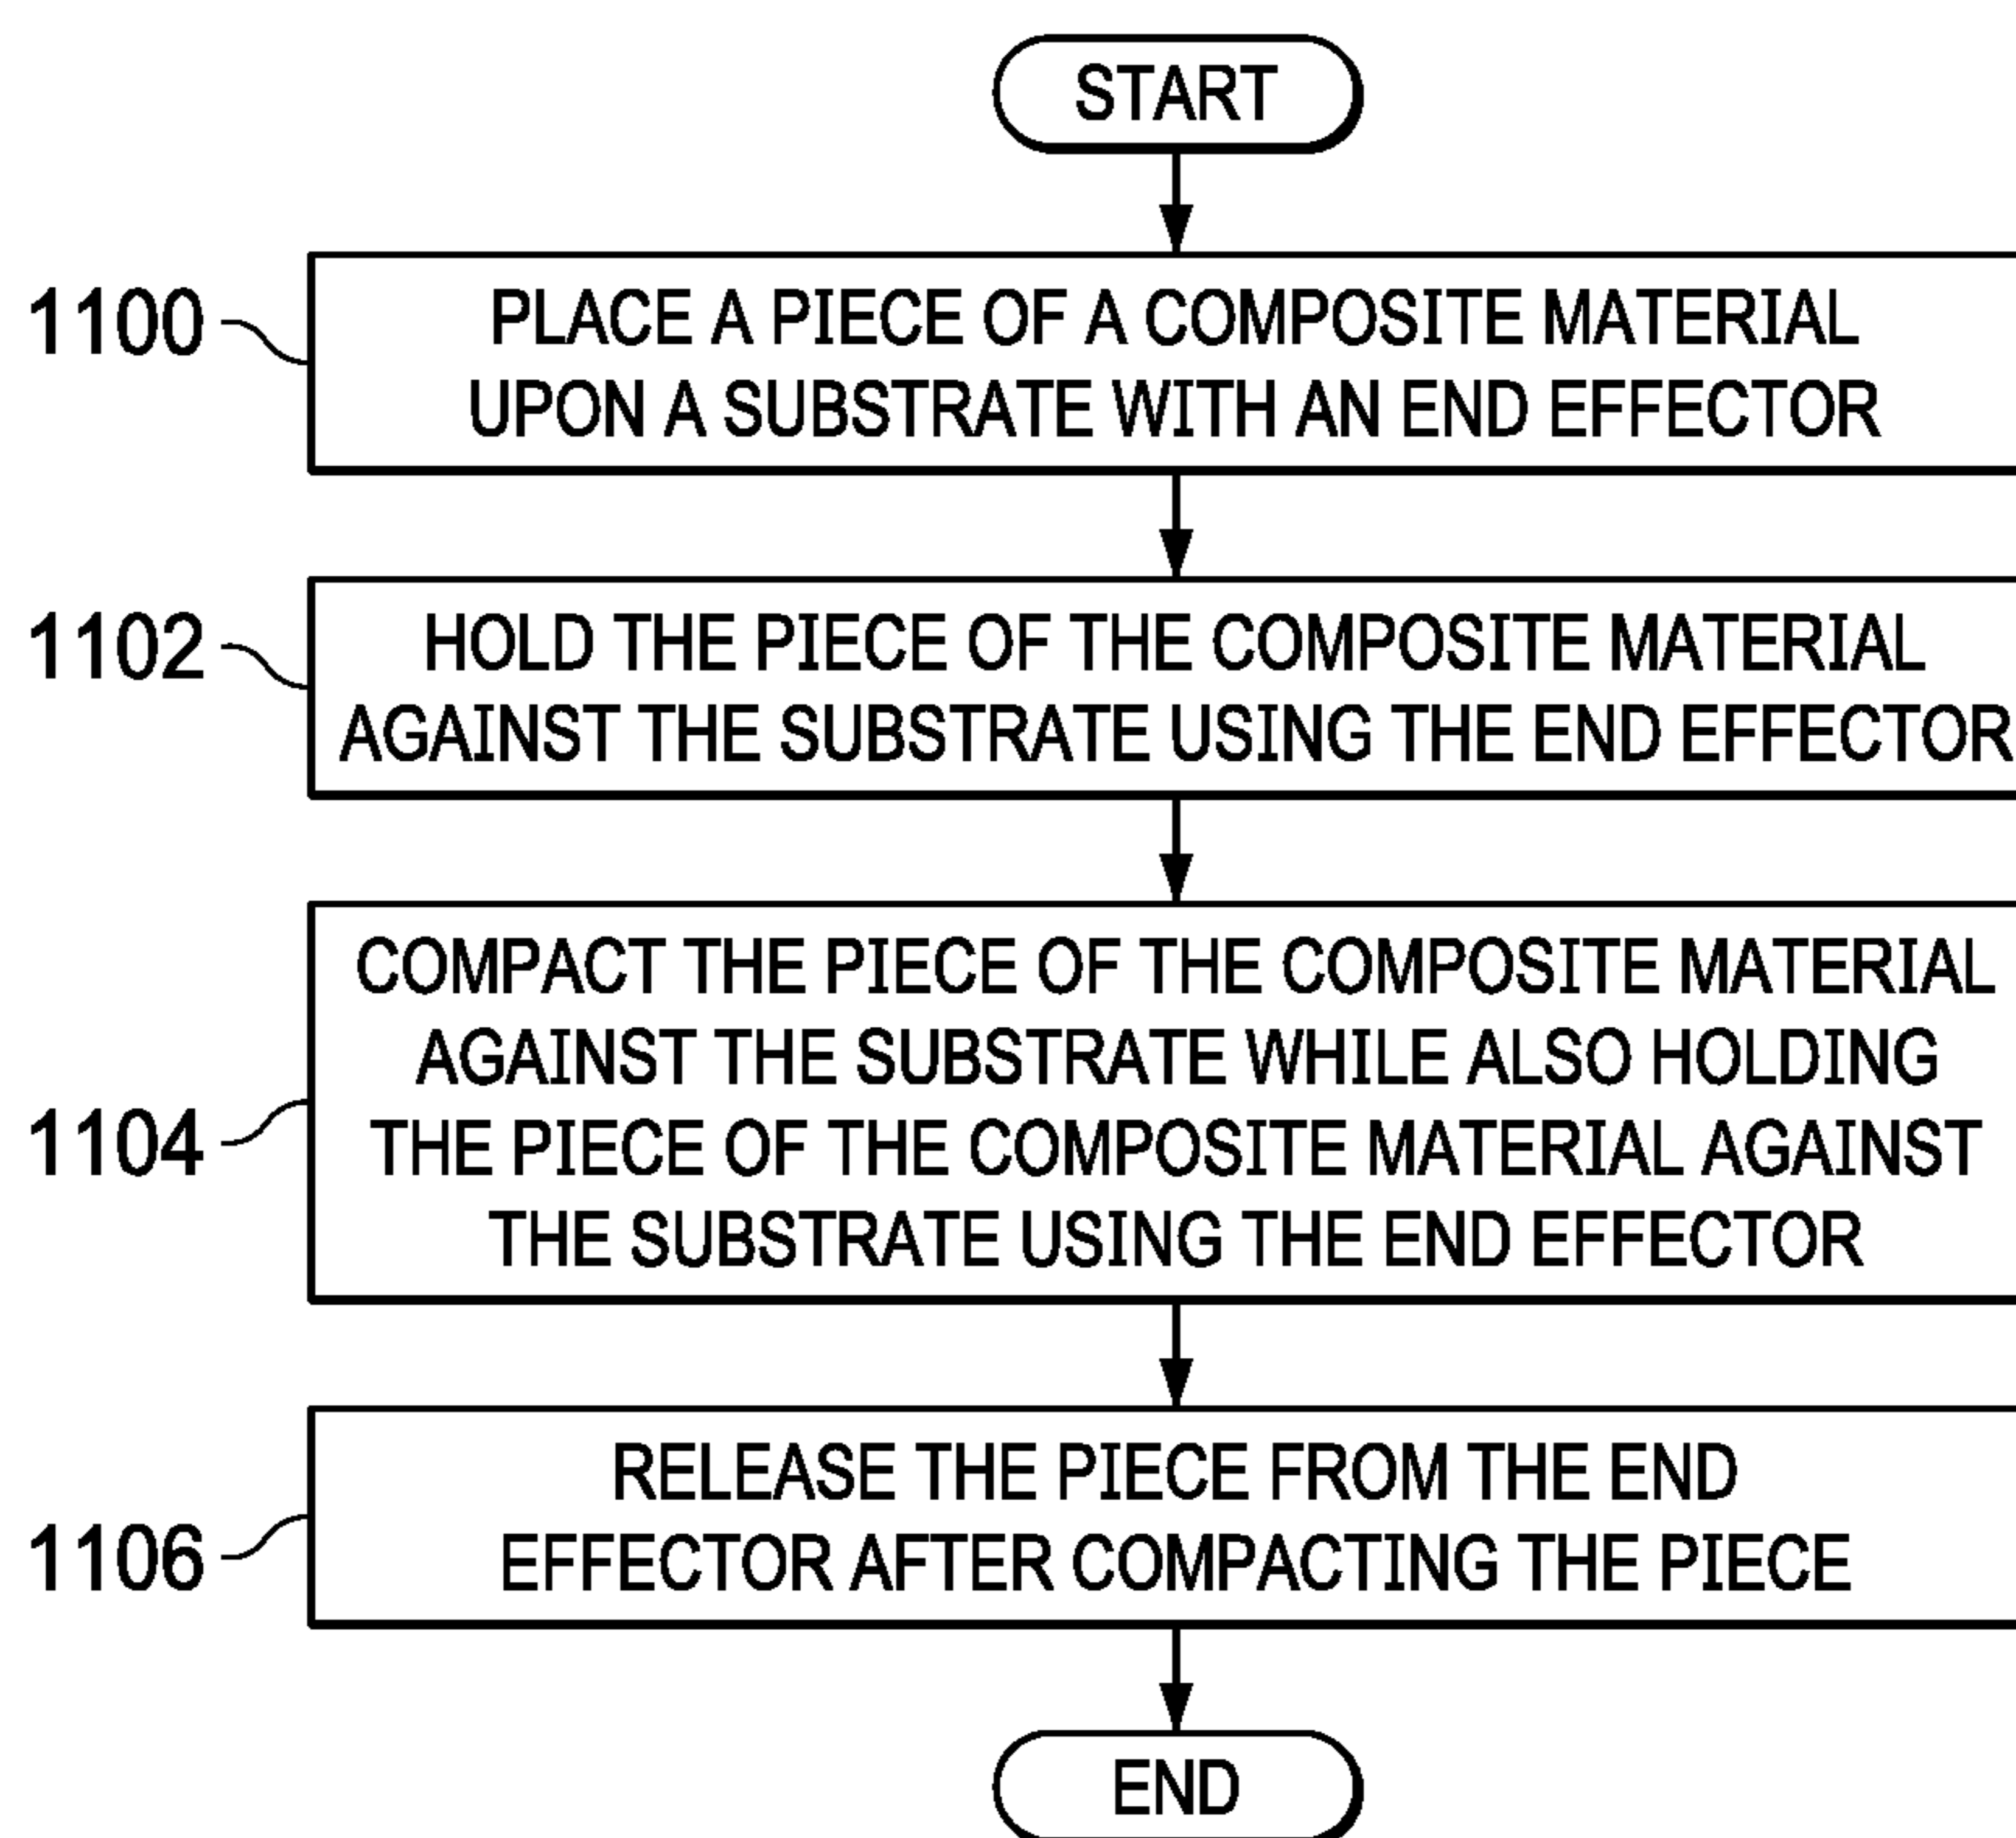 START
1100
PLACE A PIECE OF A COMPOSITE MATERIAL
UPON A SUBSTRATE WITH AN END EFFECTOR
1102
HOLD THE PIECE OF THE COMPOSITE MATERIAL
AGAINST THE SUBSTRATE USING THE END EFFECTOR
1104
COMPACT THE PIECE OF THE COMPOSITE MATERIAL
AGAINST THE SUBSTRATE WHILE ALSO HOLDING
THE PIECE OF THE COMPOSITE MATERIAL AGAINST
THE SUBSTRATE USING THE END EFFECTOR
1106
RELEASE THE PIECE FROM THE END
EFFECTOR AFTER COMPACTING THE PIECE
END